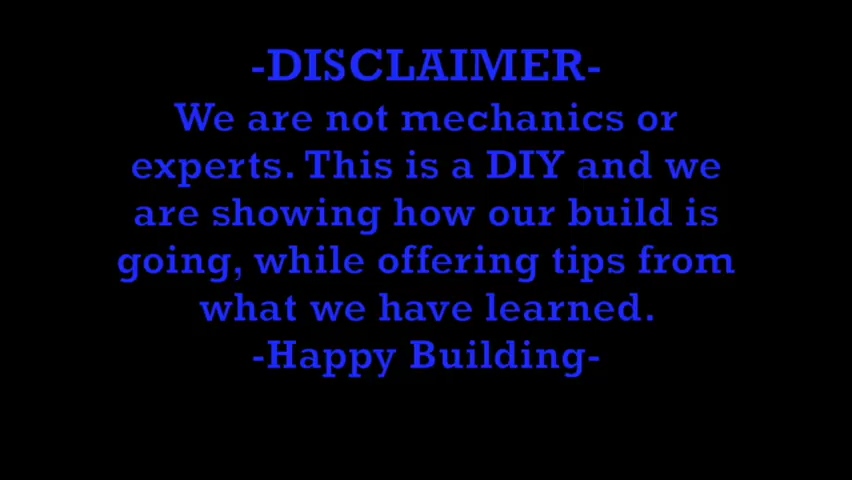 -DISCLAIMER-
We are not mechanics or
experts. This is a DIY and we
are showing how our build is
going, while offering tips from
what we have learned.
-Happy Building-